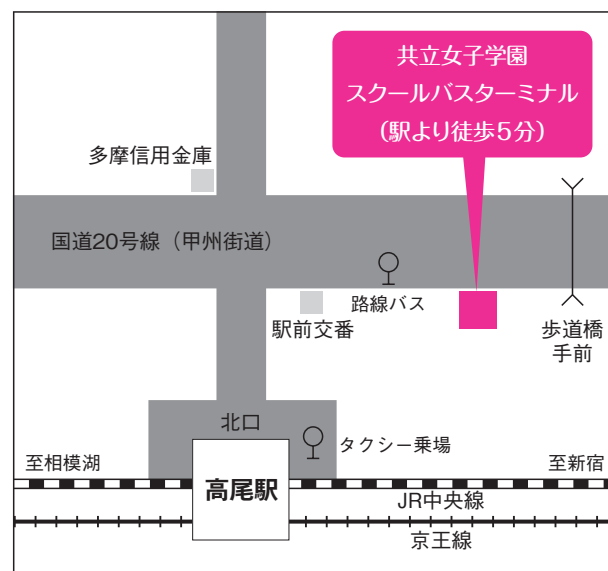 共立女子学園
スクールバスターミナル
(駅より徒歩5分)
多摩信用金庫
国道20号線（甲州街道）
路線バス
駅前交番
歩道橋
手前
北口
タクシー乗場
至相模湖
至新宿
高尾駅
JR中央線
京王線